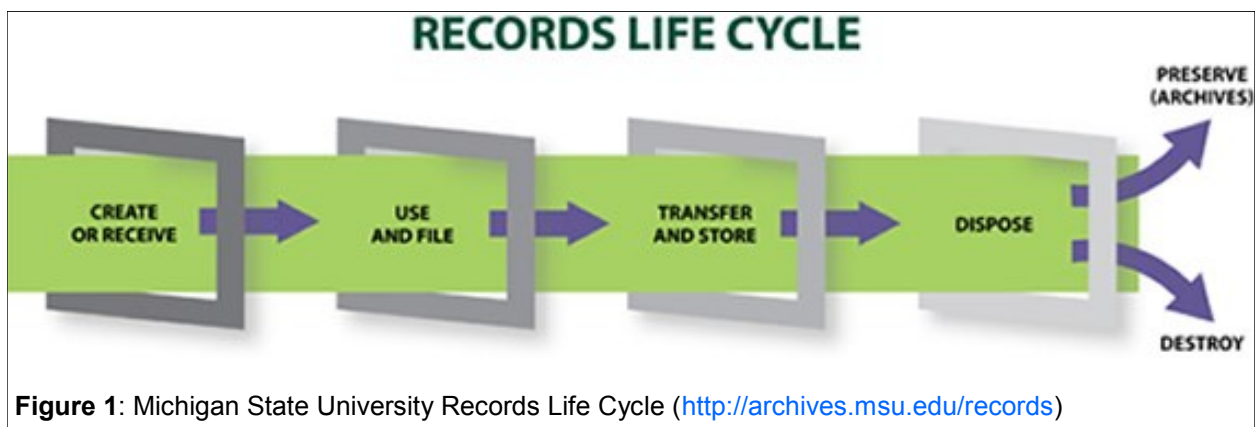 RECORDS LIFE CYCLE
PRESERVE
(ARCHIVES)
CREATE
OR RECEIVE
USE
AND FILE
TRANSFER
AND STORE
DISPOSE
DESTROY
Figure 1: Michigan State University Records Life Cycle (http://archives.msu.edu/records)